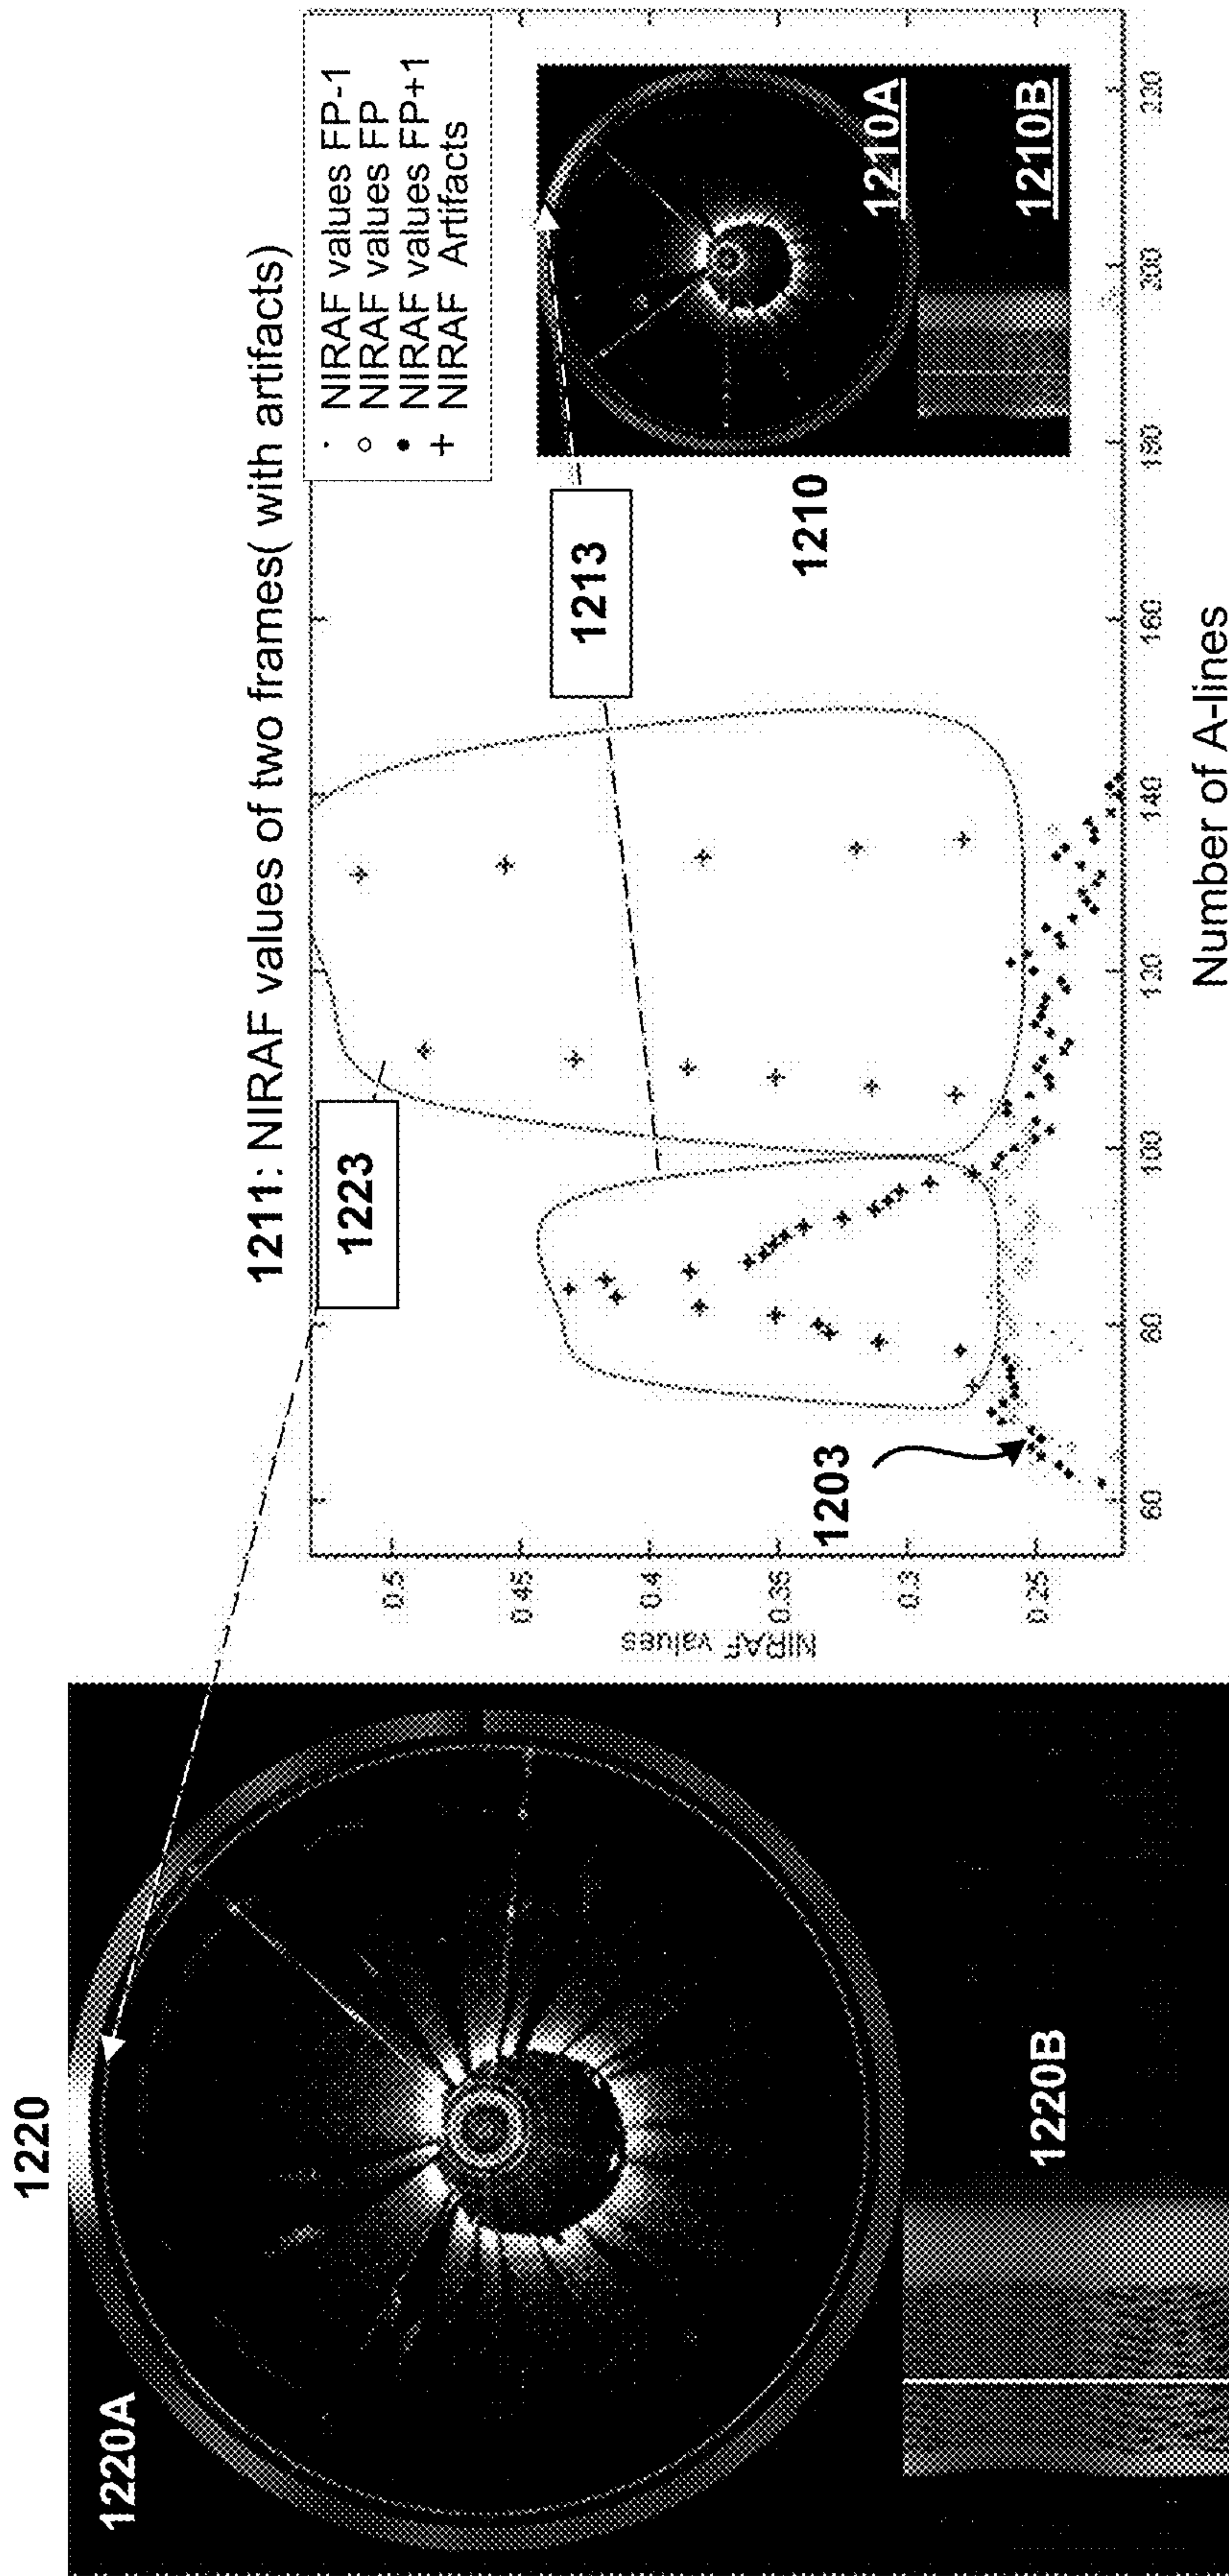 1220
1220A
1220B
1211: NIRAF values of two frames( with artifacts)
NIRAF values FP-1
NIRAF values FP
NIRAF values FP+1
NIRAF Artifacts
1223
1213
1203
1210
1210A
1210B
NIRAF values
0.5
0.45
0.4
0.35
0.3
0.25
60
80
100
120
140
160
180
200
220
Number of A-lines